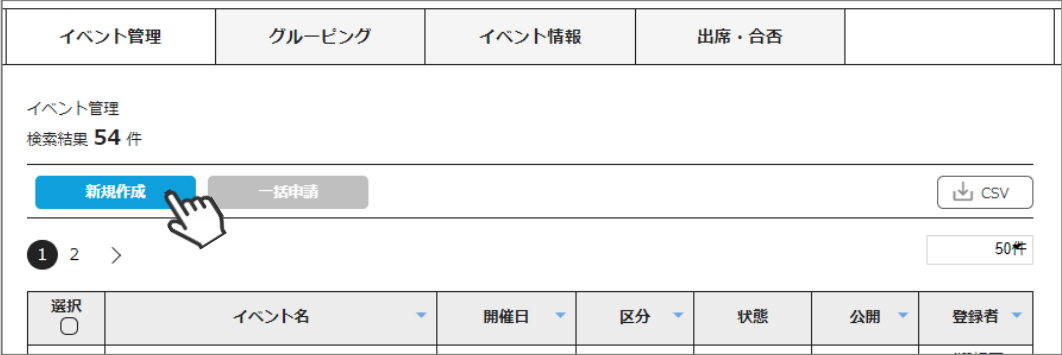 イベント管理 グルーピング イベント情報 出席・合否
イベント管理
検索結果 54 件
新規作成 一括申請 CSV
1 2 50件
選択 イベント名 開催日 区分 状態 公開 登録者